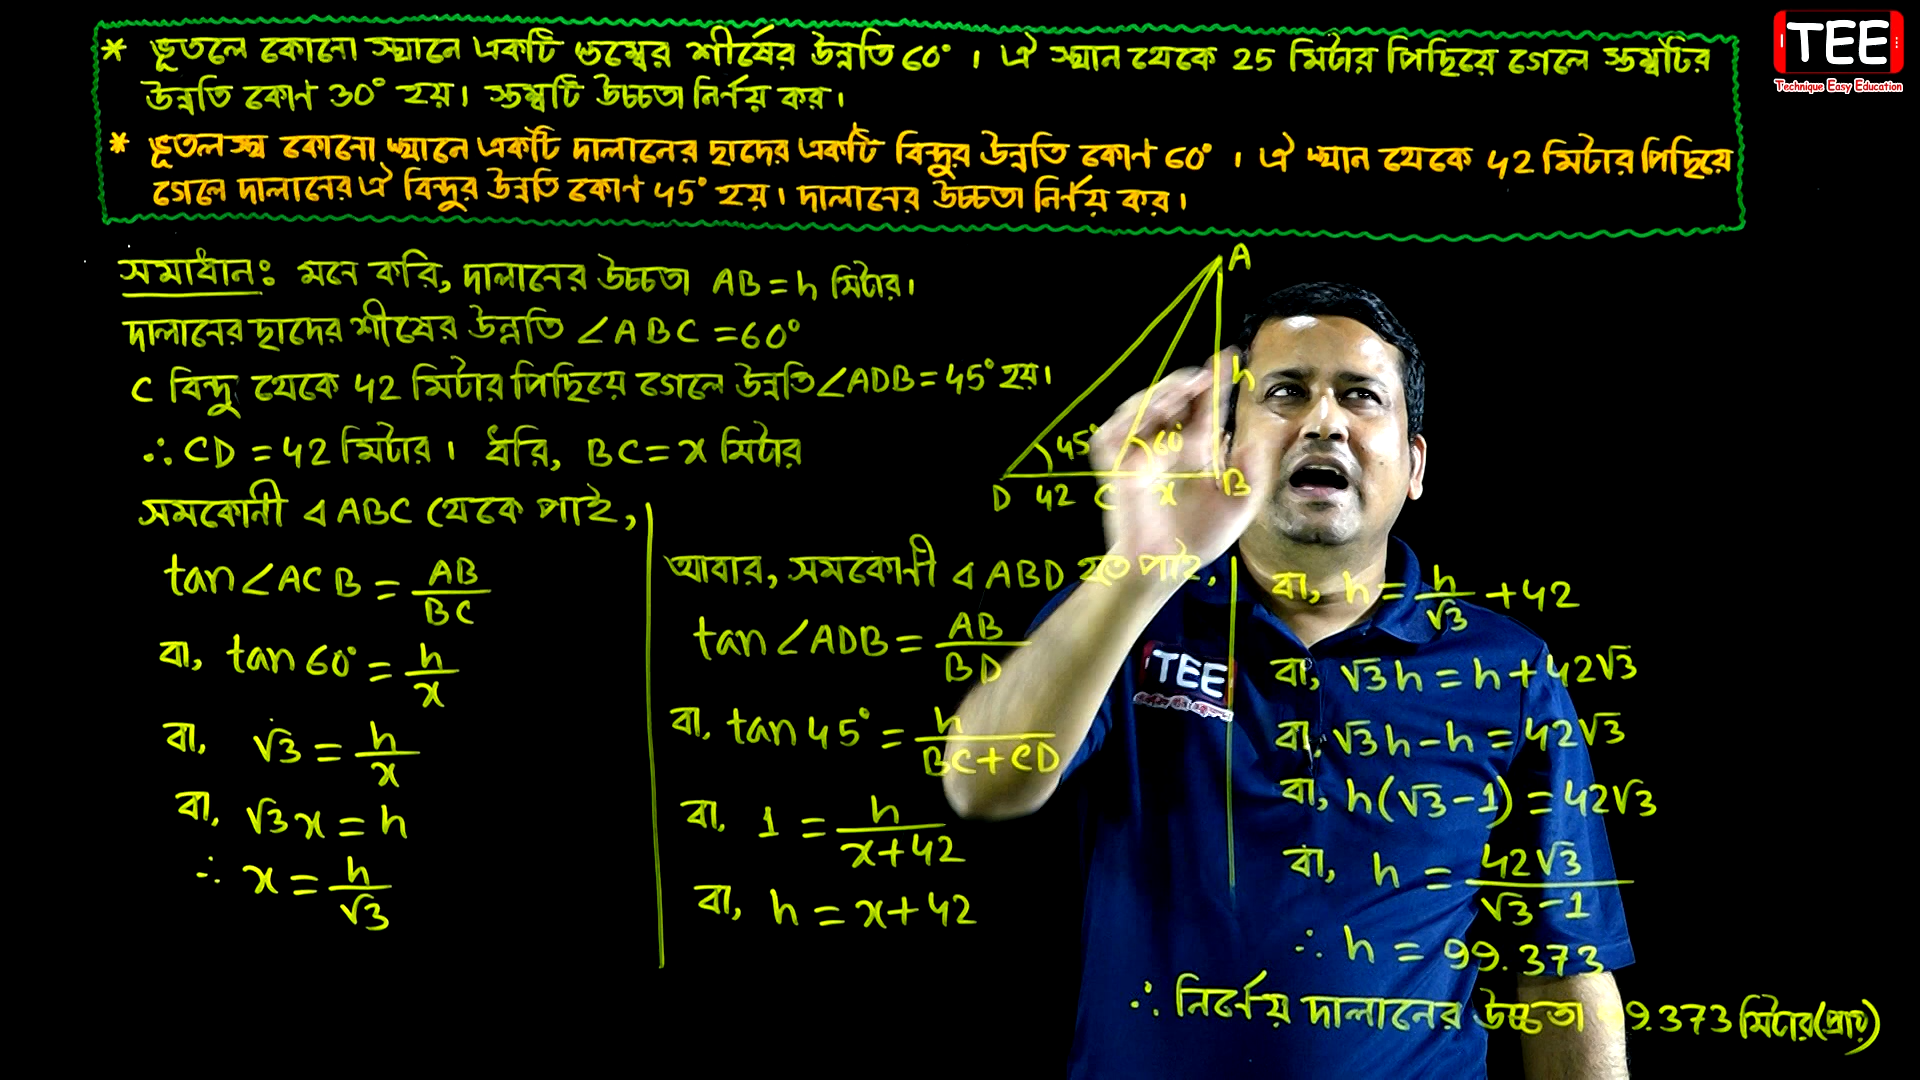 * ভূতলে কোনো স্থানে একটি স্তম্বের শীর্ষের উন্নতি 60° । ঐ স্থান থেকে 25 মিটার পিছিয়ে গেলে স্তম্বটির
উন্নতি কোণ 30° হয়। স্তম্বটি উচ্চতা নির্ণয় কর।
* ভূতলস্থ কোনো স্থানে একটি দালানের ছাদের একটি বিন্দুর উন্নতি কোণ 60° । ঐ স্থান থেকে 42 মিটার পিছিয়ে
গেলে দালানের ঐ বিন্দুর উন্নতি কোণ 45° হয়। দালানের উচ্চতা নির্ণয় কর।
TEE
Technique Easy Education
সমাধান: মনে করি, দালানের উচ্চতা AB = h মিটার।
দালানের ছাদের শীর্ষের উন্নতি ∠ABC = 60°
C বিন্দু থেকে 42 মিটার পিছিয়ে গেলে উন্নতি ∠ADB = 45° হয়।
∴ CD = 42 মিটার। ধরি, BC = x মিটার
A
h
45° 60°
D 42 C x B
সমকোনী ⊿ ABC থেকে পাই,
tan∠ACB = AB/BC
বা, tan 60° = h/x
বা, √3 = h/x
বা, √3x = h
∴ x = h/√3
আবার, সমকোনী ⊿ ABD হতে পাই,
tan∠ADB = AB/BD
বা, tan 45° = h/BC+CD
বা, 1 = h/x+42
বা, h = x+42
TEE
বা, h = h/√3 + 42
বা, √3h = h+42√3
বা, √3h-h = 42√3
বা, h(√3-1) = 42√3
বা, h = 42√3/√3-1
∴ h = 99.373
∴ নির্ণেয় দালানের উচ্চতা 99.373 মিটার(প্রায়)